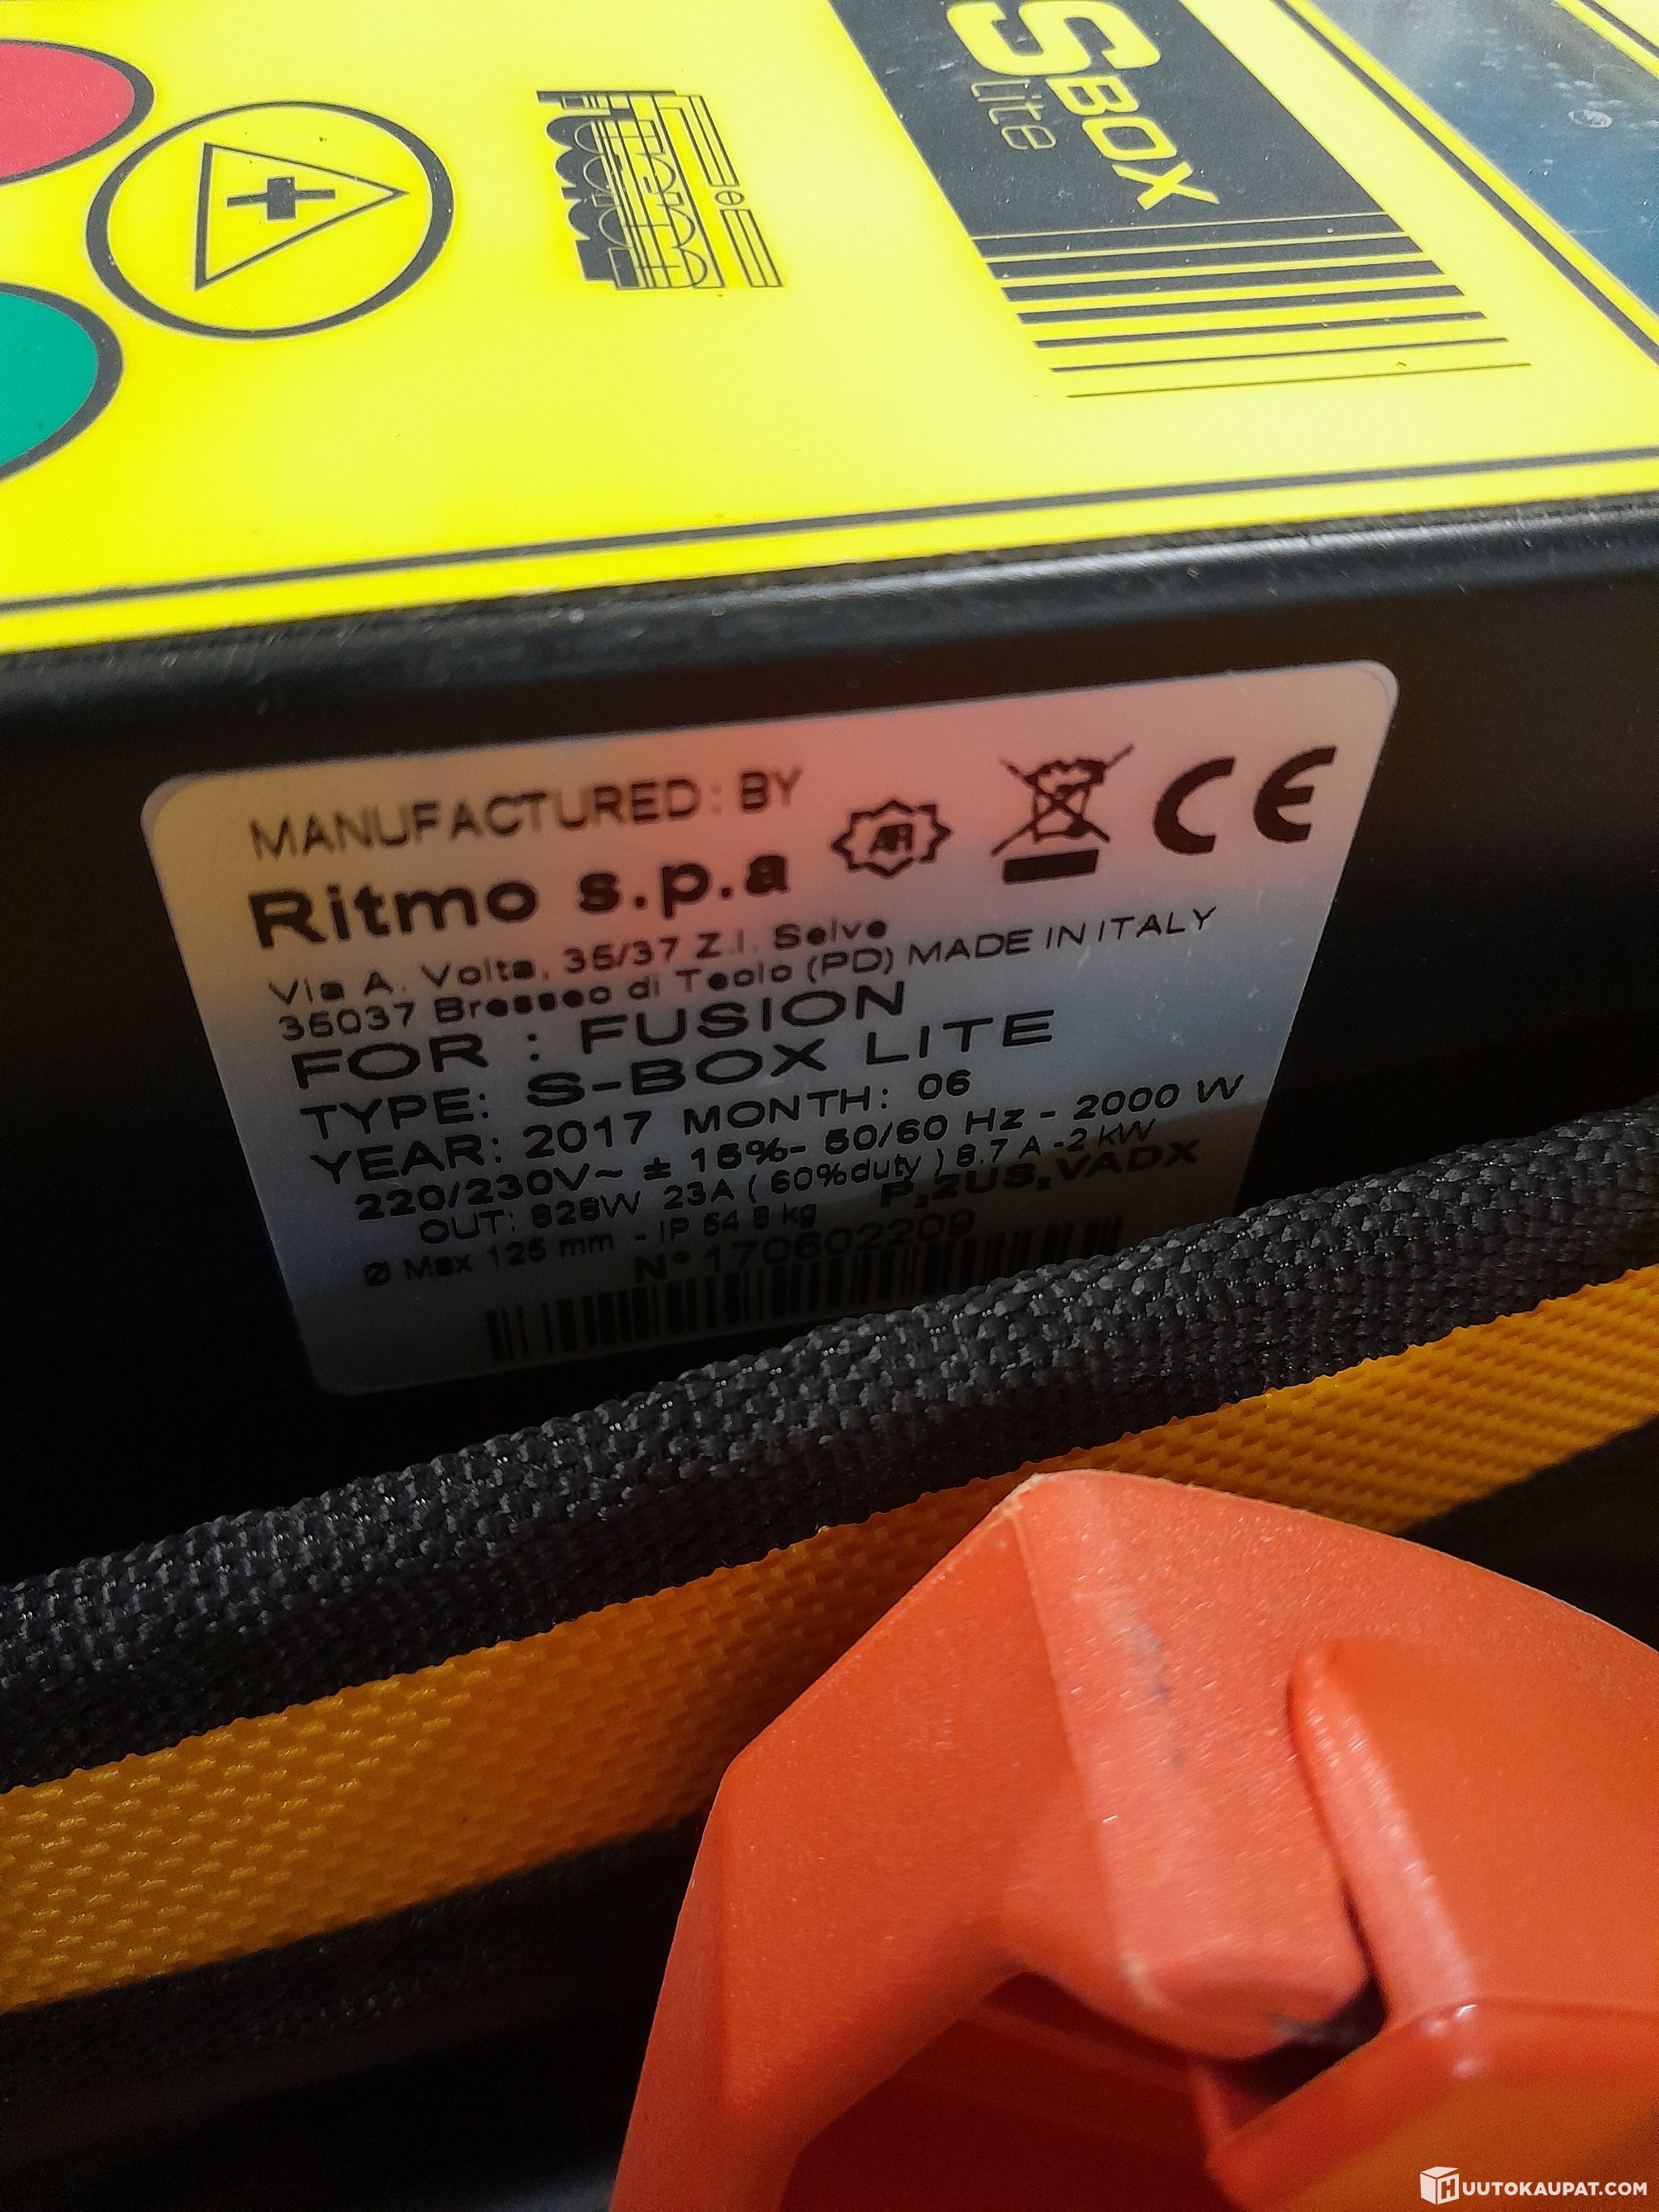 SBOX
lite
MANUFACTURED: BY
Ritmo s.p.a
CE
Via A. Volta, 35/37 Z.I. Selve
35037 Bresseo di Teolo (PD) MADE IN ITALY
FOR : FUSION
TYPE: S-BOX LITE
YEAR: 2017 MONTH: 06
220/230V~ ± 15%- 50/60 Hz - 2000 W
OUT: 828W 23A ( 60%duty ) 8.7 A -2 kW
Ø Max 125 mm - IP 54 8 kg P,2US,VADX
N° 170602209
HUUTOKAUPAT.COM